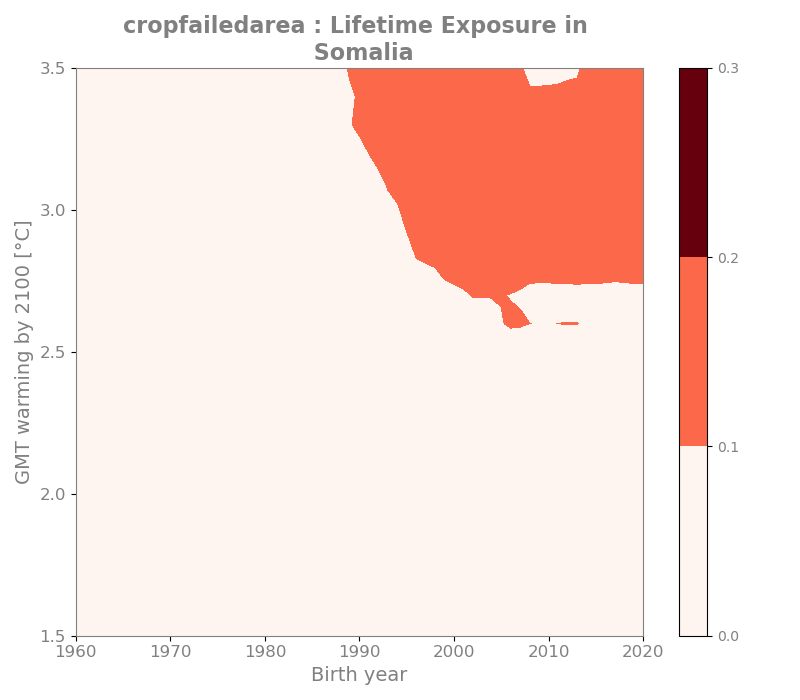 cropfailedarea : Lifetime Exposure in
Somalia
3.5
3.0
2.5
2.0
1.5
GMT warming by 2100 [°C]
1960 1970 1980 1990 2000 2010 2020
Birth year
0.3
0.2
0.1
0.0